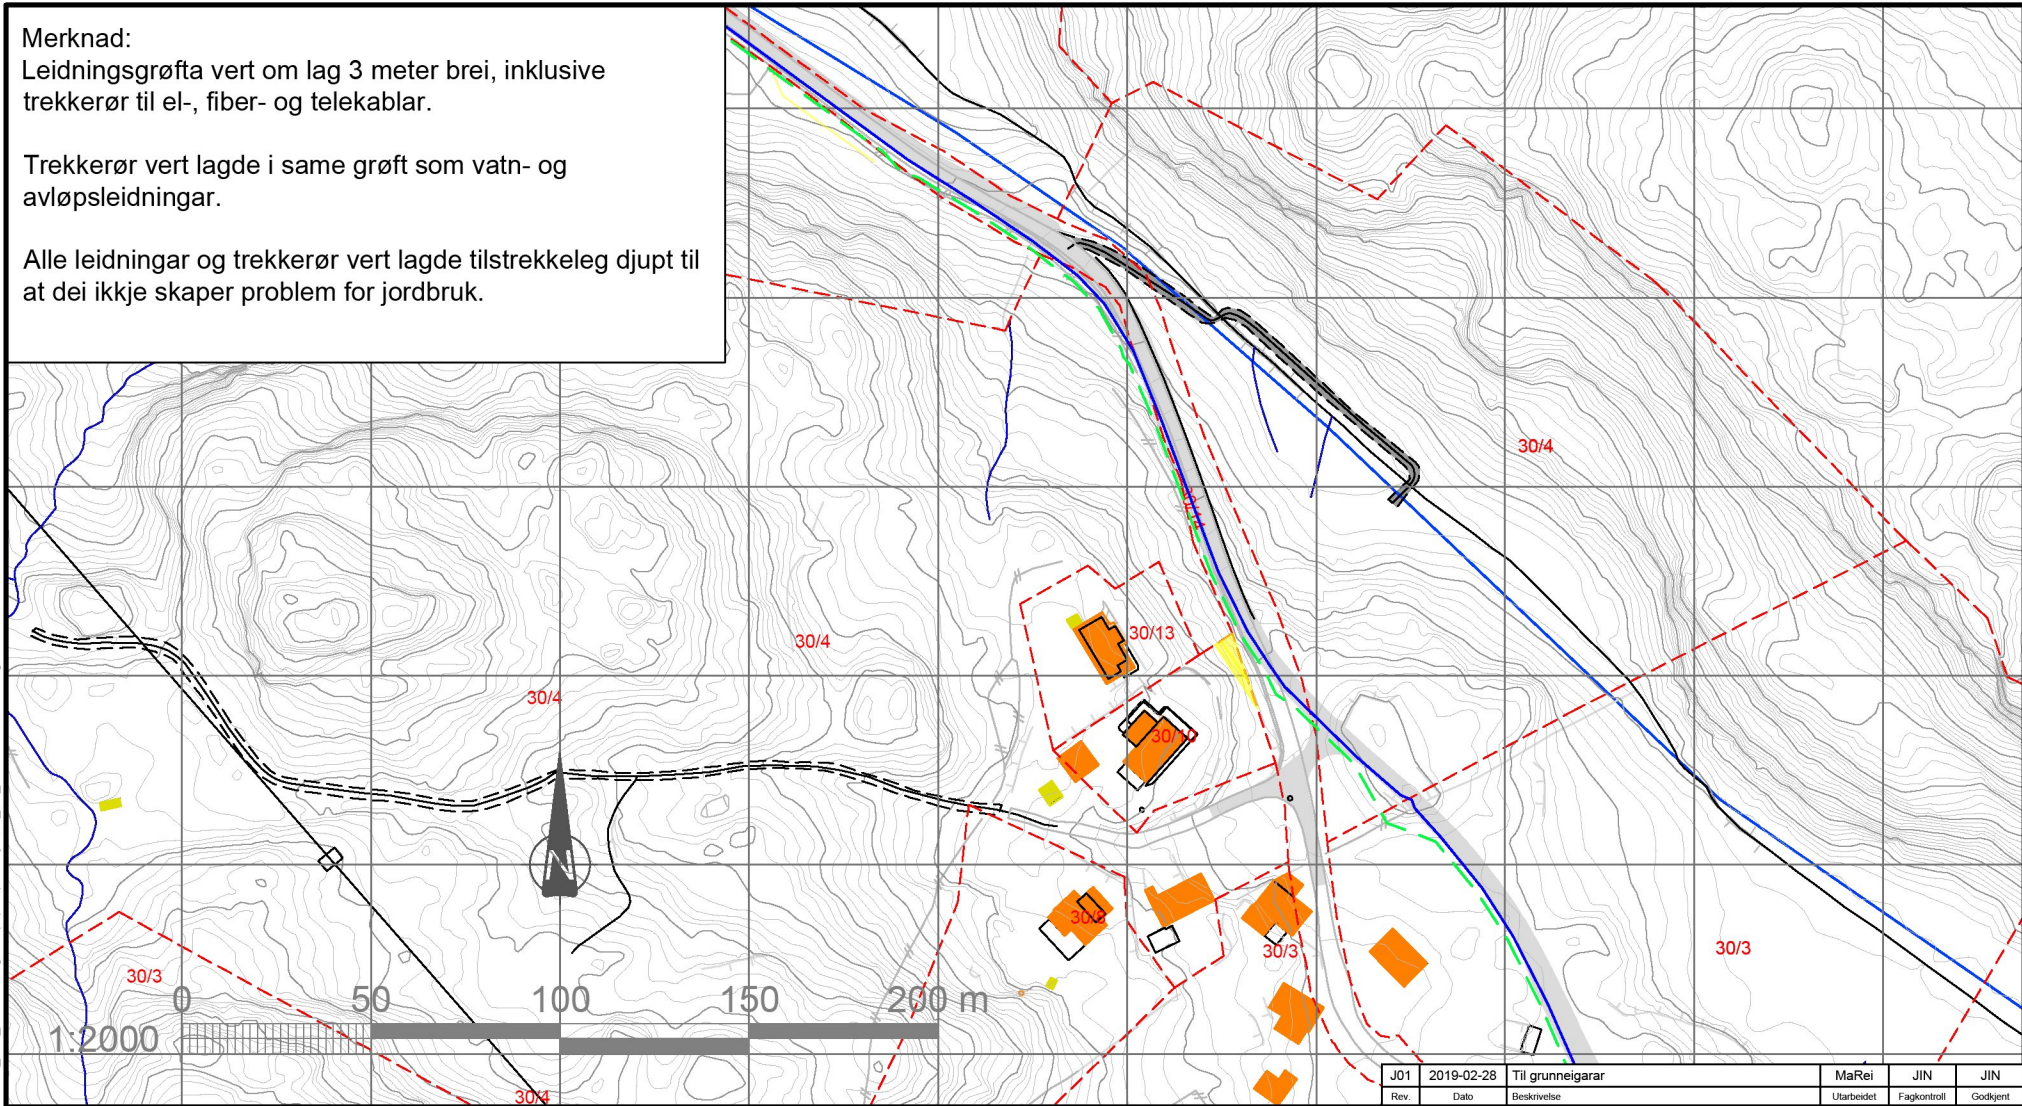 Merknad:
Leidningsgrøfta vert om lag 3 meter brei, inklusive
trekkerør til el-, fiber- og telekablar.
Trekkerør vert lagde i same grøft som vatn- og
avløpsleidningar.
Alle leidningar og trekkerør vert lagde tilstrekkeleg djupt til
at dei ikkje skaper problem for jordbruk.
30/4
30/13
30/4
30/4
30/10
30/8
30/3
30/3
30/3
0 50 100 150 200 m
1:2000
N
30/4
J01 2019-02-28 Til grunneigarar MaRei JIN JIN
Rev. Dato Beskrivelse Utarbeidet Fagkontroll Godkjent